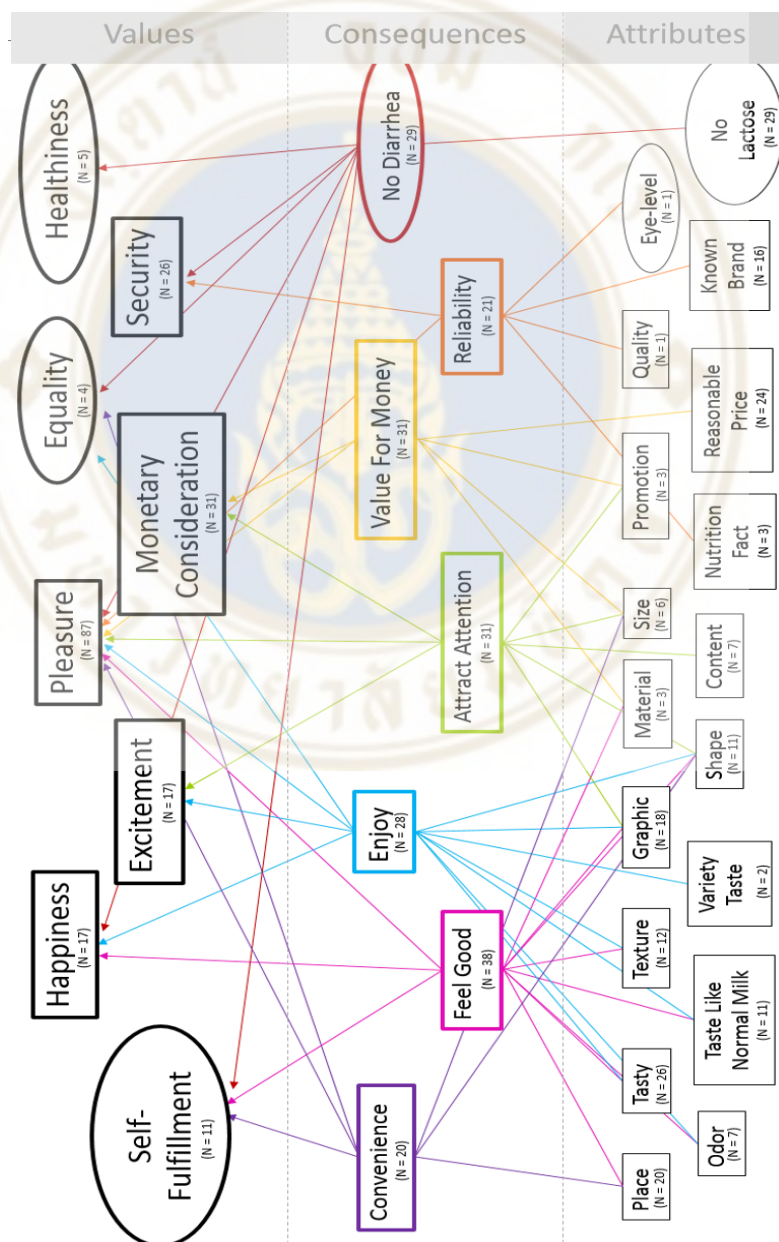 Values
Consequences
Attributes
Healthiness
(N = 5)
Security
(N = 26)
Equality
(N = 4)
Monetary
Consideration
(N = 31)
Pleasure
(N = 87)
Excitement
(N = 17)
Happiness
(N = 17)
Self-
Fulfillment
(N = 11)
No Diarrhea
(N = 29)
Reliability
(N = 21)
Value For Money
(N = 31)
Attract Attention
(N = 31)
Enjoy
(N = 28)
Feel Good
(N = 38)
Convenience
(N = 20)
No
Lactose
(N = 29)
Eye-level
(N = 1)
Known
Brand
(N = 16)
Quality
(N = 1)
Reasonable
Price
(N = 24)
Promotion
(N = 3)
Nutrition
Fact
(N = 3)
Size
(N = 6)
Content
(N = 7)
Material
(N = 3)
Shape
(N = 11)
Graphic
(N = 18)
Variety
Taste
(N = 2)
Texture
(N = 12)
Taste Like
Normal Milk
(N = 11)
Tasty
(N = 26)
Odor
(N = 7)
Place
(N = 20)